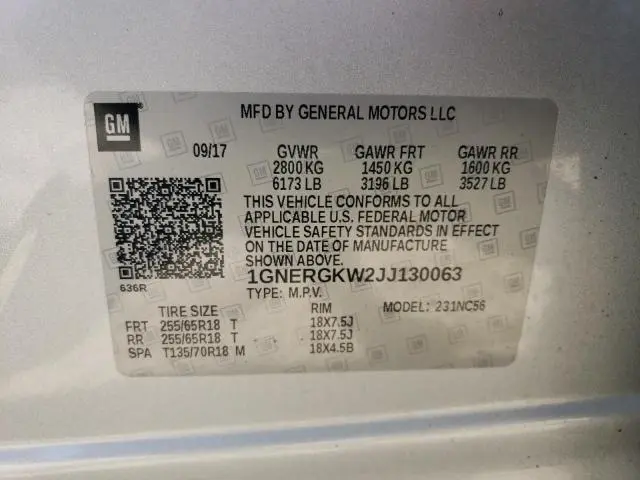 GM
MFD BY GENERAL MOTORS LLC
09/17 GVWR GAWR FRT GAWR RR
2800 KG 1450 KG 1600 KG
6173 LB 3196 LB 3527 LB
THIS VEHICLE CONFORMS TO ALL
APPLICABLE U.S. FEDERAL MOTOR
VEHICLE SAFETY STANDARDS IN EFFECT
ON THE DATE OF MANUFACTURE
SHOWN ABOVE.
636R
1GNERGKW2JJ130063
TYPE: M.P.V. MODEL: 231NC56
TIRE SIZE RIM
FRT 255/65R18 T 18X7.5J
RR 255/65R18 T 18X7.5J
SPA T135/70R18 M 18X4.5B